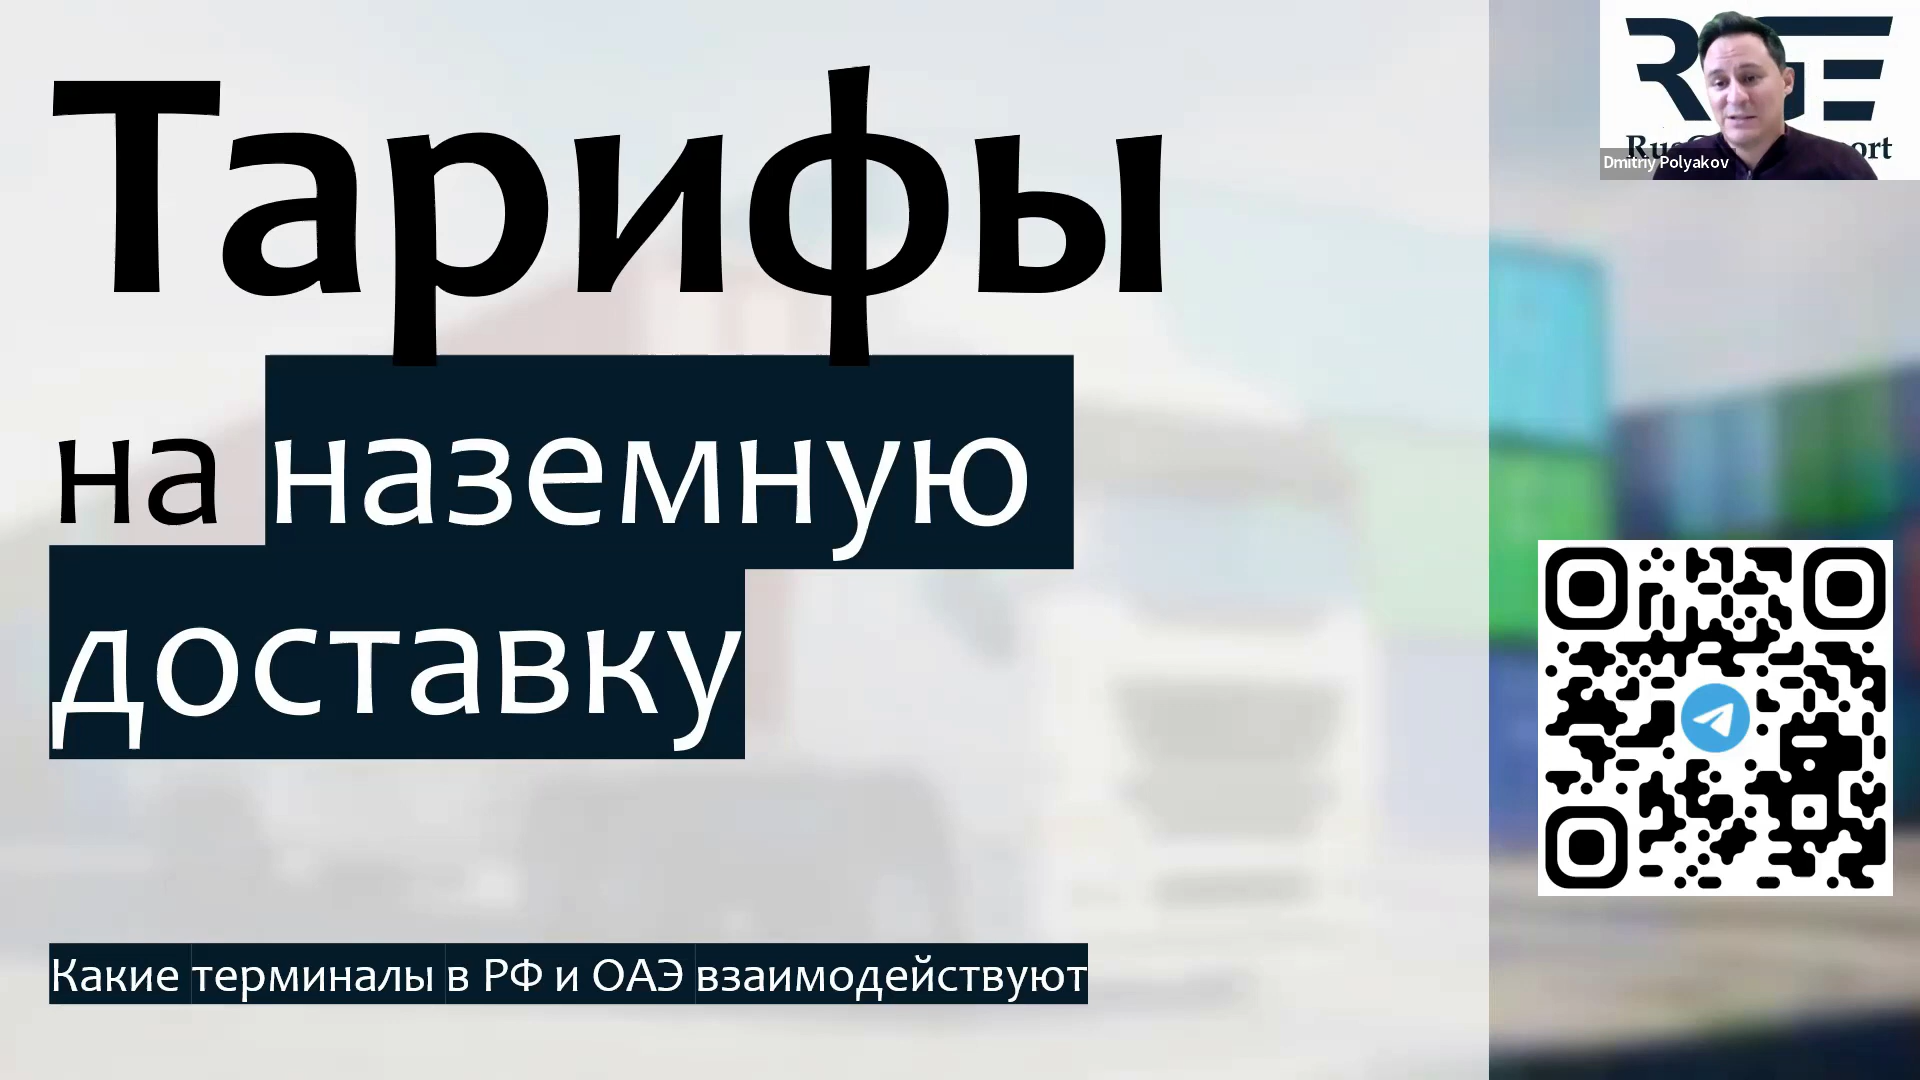 Тарифы
на наземную
доставку
Какие терминалы в РФ и ОАЭ взаимодействуют
Dmitriy Polyakov